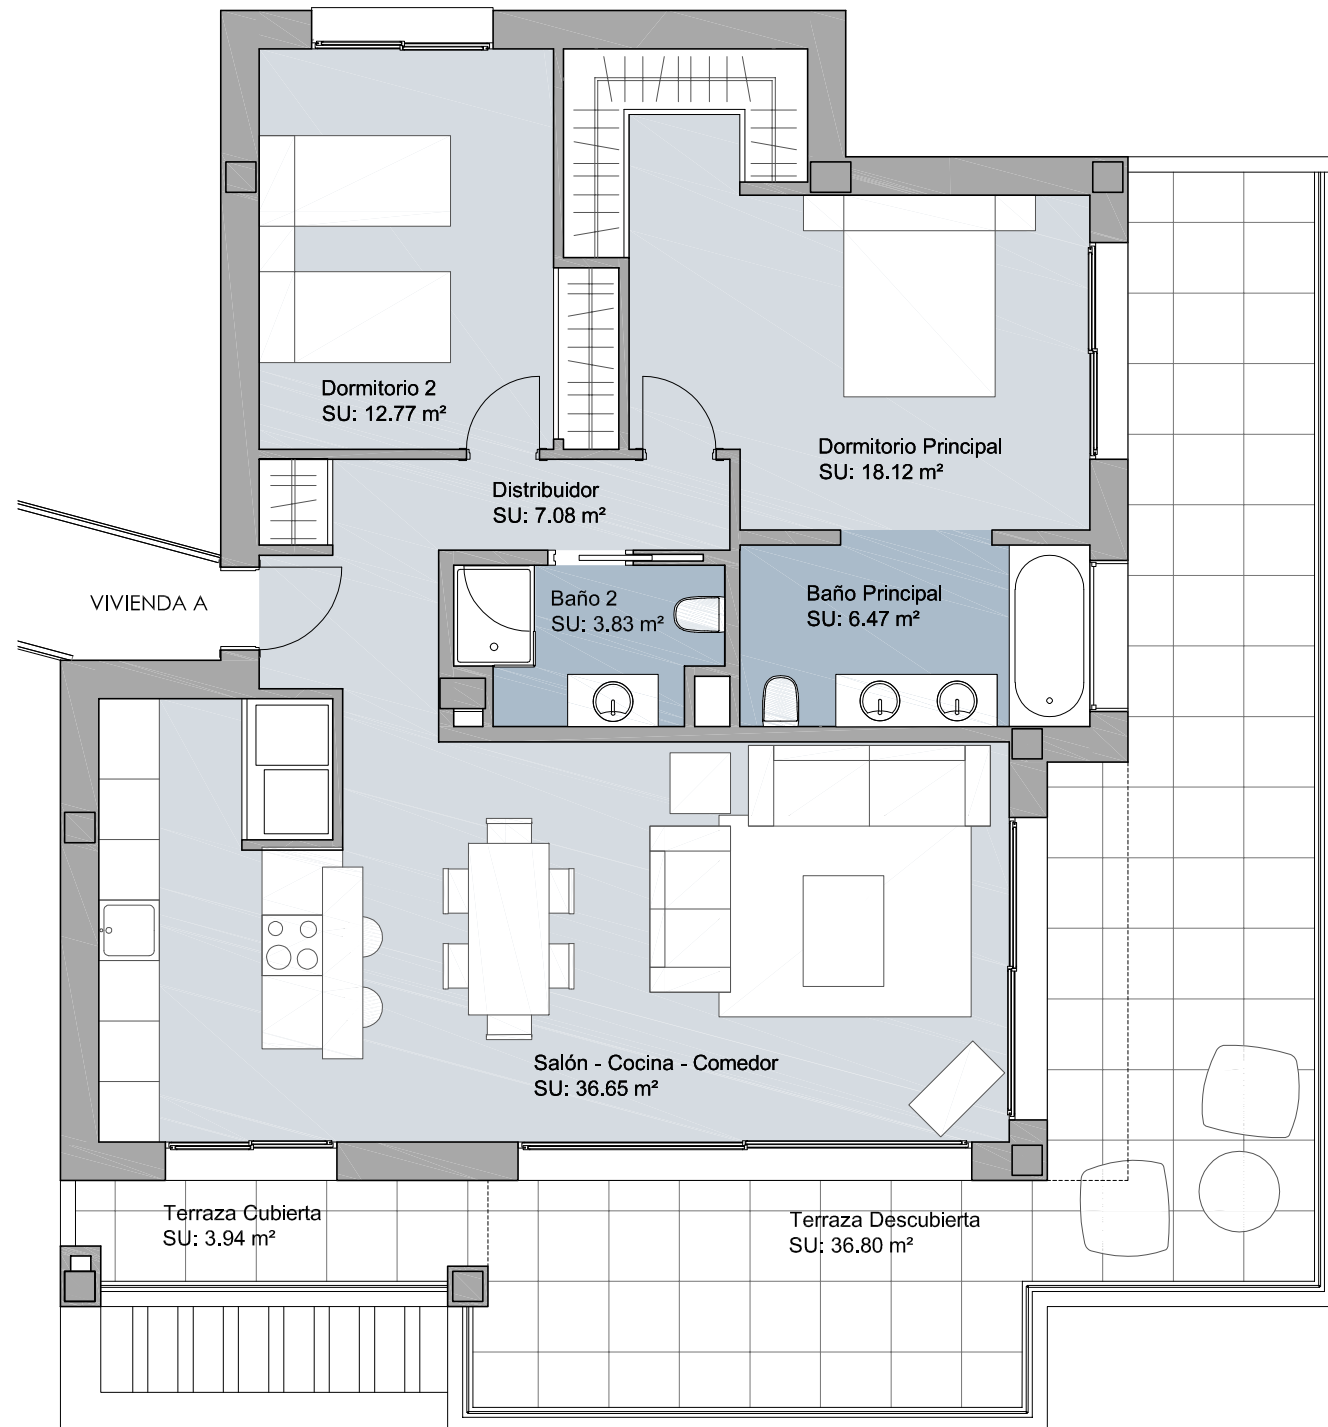 Dormitorio 2
SU: 12.77 m²
Dormitorio Principal
SU: 18.12 m²
Distribuidor
SU: 7.08 m²
VIVIENDA A
Baño 2
SU: 3.83 m²
Baño Principal
SU: 6.47 m²
Salón - Cocina - Comedor
SU: 36.65 m²
Terraza Cubierta
SU: 3.94 m²
Terraza Descubierta
SU: 36.80 m²